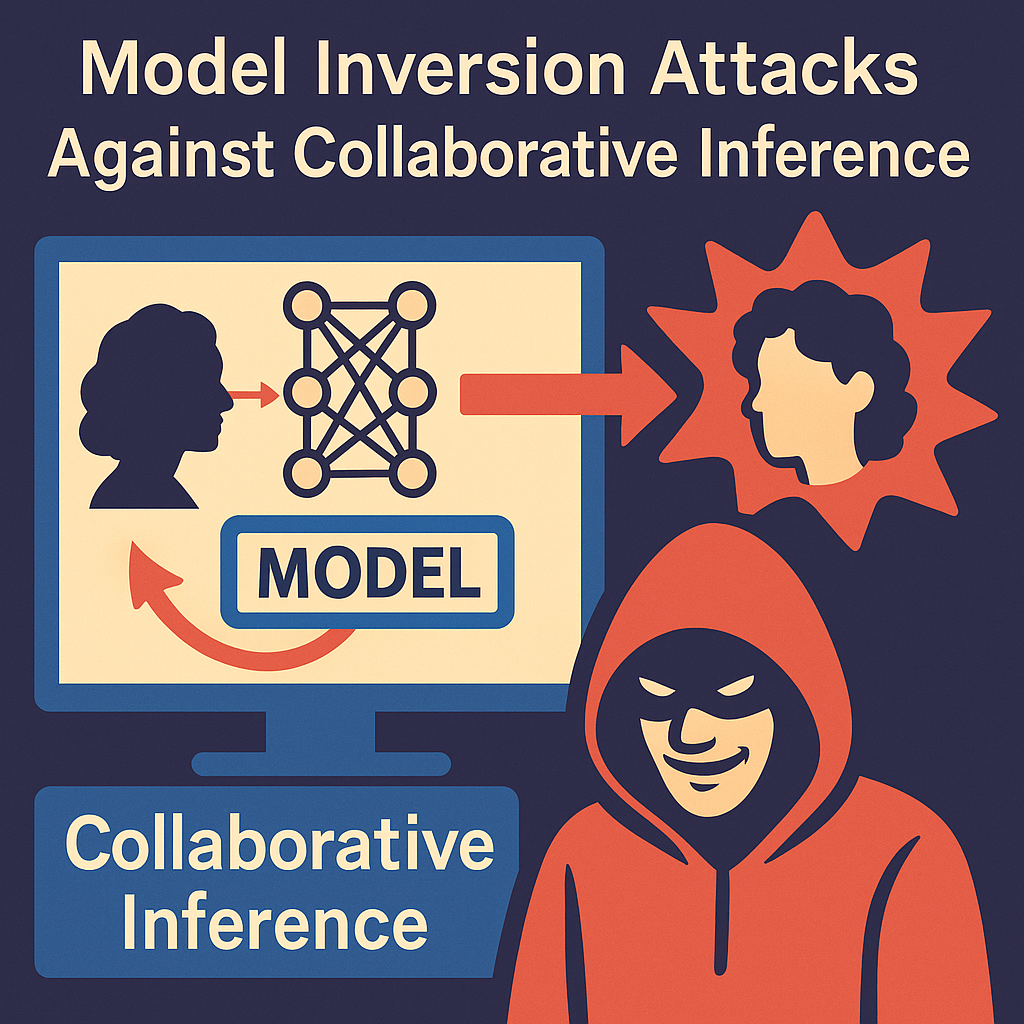 Model Inversion Attacks
Against Collaborative Inference
MODEL
Collaborative
Inference